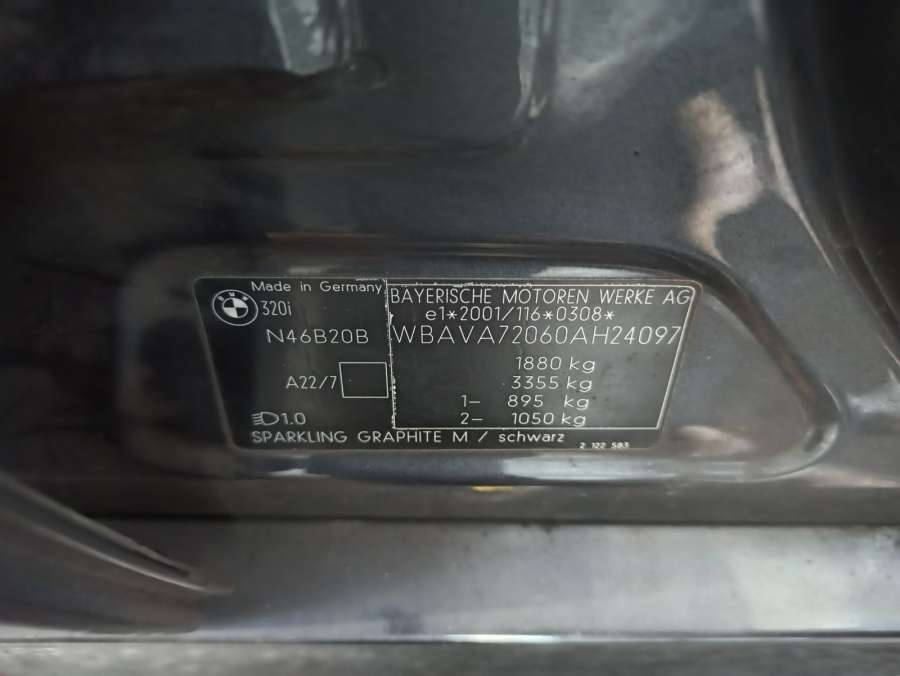 Made in Germany
BMW
320i
N46B20B
A22/7
1.0
BAYERISCHE MOTOREN WERKE AG
e1*2001/116*0308*
WBAVA72060AH24097
1880 kg
3355 kg
1- 895 kg
2- 1050 kg
SPARKLING GRAPHITE M / schwarz
2 122 583